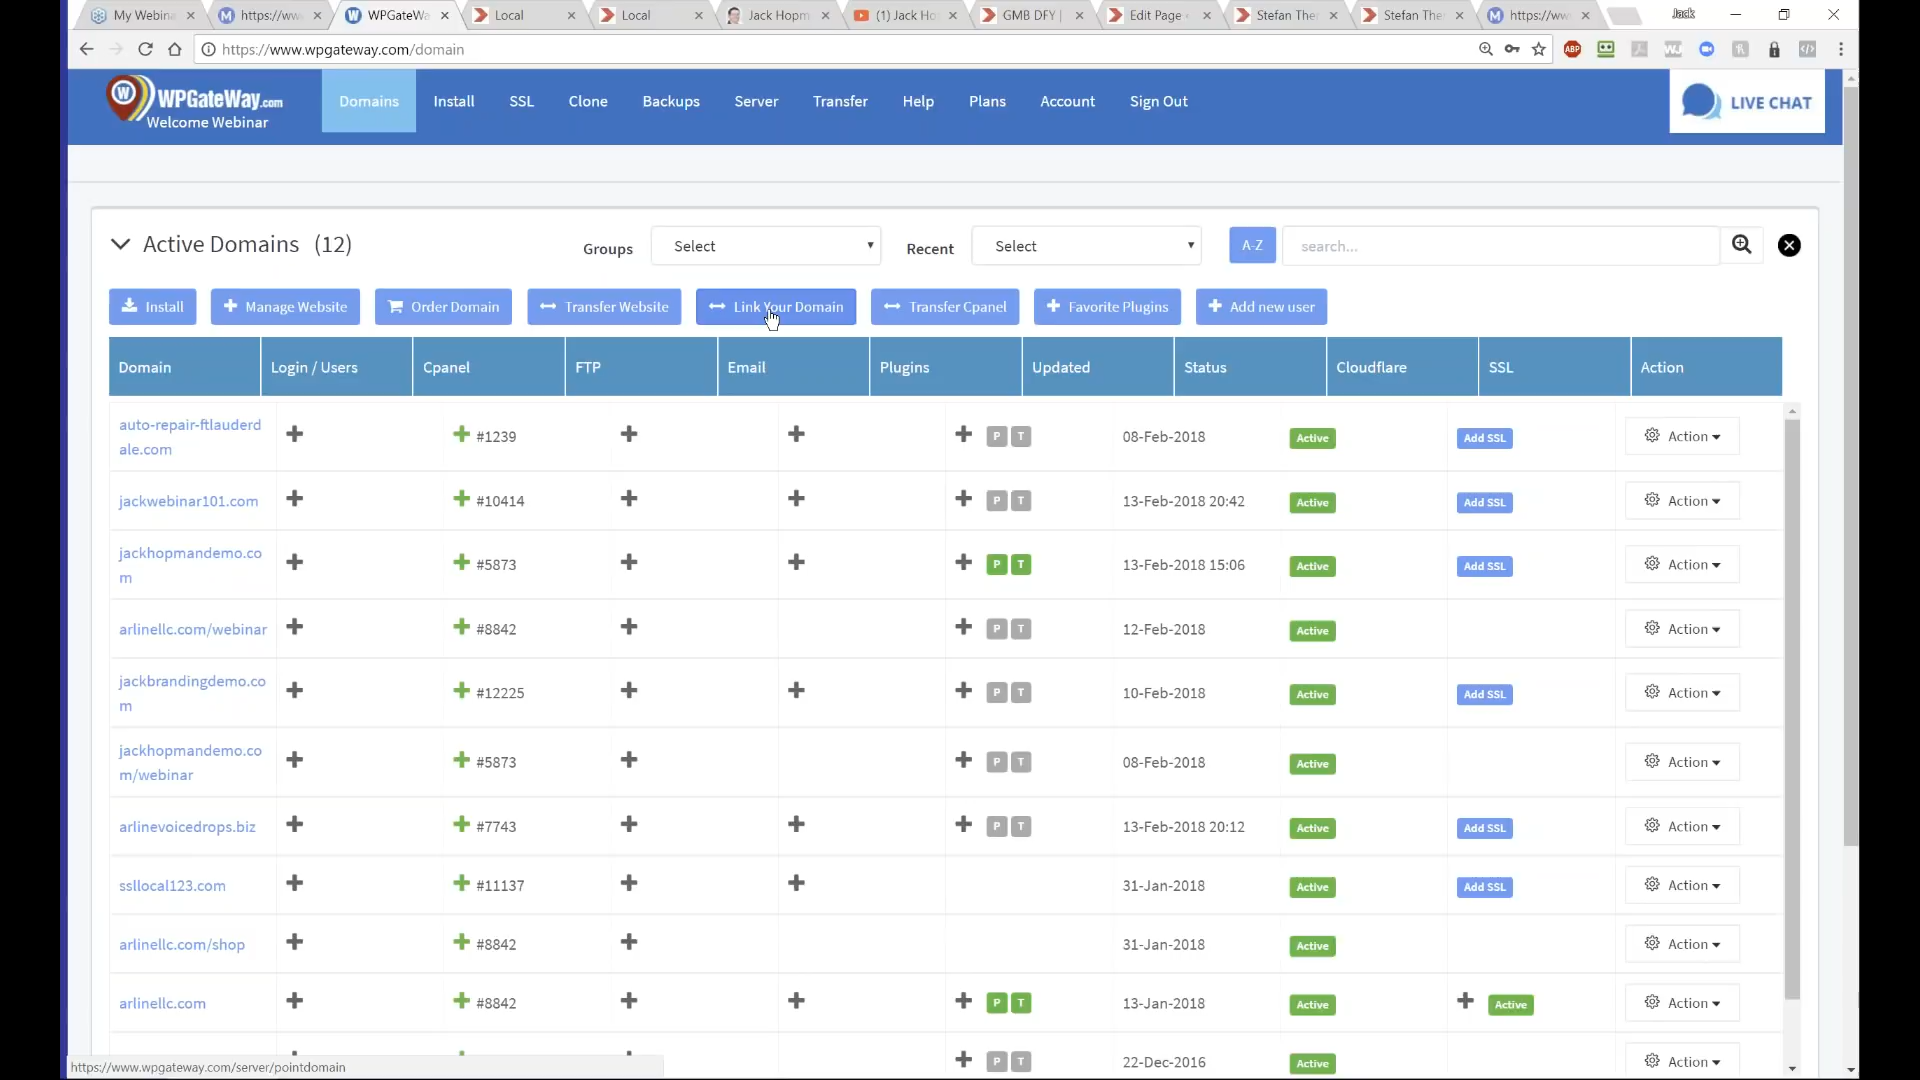 My Webina
https://ww
WPGateWa
Local
Local
Jack Hopm
(1) Jack Ho
GMB DFY |
Edit Page
Stefan The
Stefan The
https://ww
Jack
https://www.wpgateway.com/domain
ABP
WPGateWay.com
Welcome Webinar
Domains
Install
SSL
Clone
Backups
Server
Transfer
Help
Plans
Account
Sign Out
LIVE CHAT
Active Domains (12)
Groups
Select
Recent
Select
A-Z
search...
Install
Manage Website
Order Domain
Transfer Website
Link Your Domain
Transfer Cpanel
Favorite Plugins
Add new user
Domain Login / Users Cpanel FTP Email Plugins Updated Status Cloudflare SSL Action
auto-repair-ftlauderd
ale.com
#1239 P T 08-Feb-2018 Active Add SSL Action
jackwebinar101.com #10414 P T 13-Feb-2018 20:42 Active Add SSL Action
jackhopmandemo.co
m
#5873 P T 13-Feb-2018 15:06 Active Add SSL Action
arlinellc.com/webinar #8842 P T 12-Feb-2018 Active Action
jackbrandingdemo.co
m
#12225 P T 10-Feb-2018 Active Add SSL Action
jackhopmandemo.co
m/webinar
#5873 P T 08-Feb-2018 Active Action
arlinevoicedrops.biz #7743 P T 13-Feb-2018 20:12 Active Add SSL Action
ssllocal123.com #11137 31-Jan-2018 Active Add SSL Action
arlinellc.com/shop #8842 31-Jan-2018 Active Action
arlinellc.com #8842 P T 13-Jan-2018 Active Active Action
P T 22-Dec-2016 Active Action
https://www.wpgateway.com/server/pointdomain